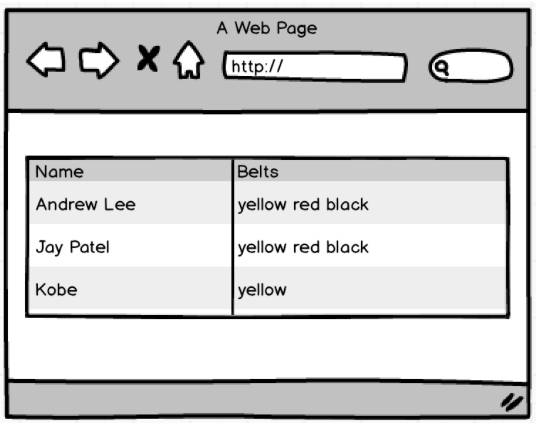 A Web Page
http://
Name Belts
Andrew Lee yellow red black
Jay Patel yellow red black
Kobe yellow